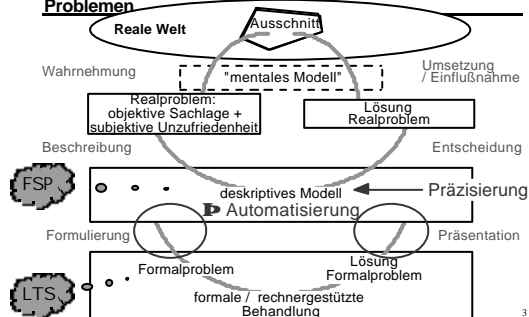 Problemen
Reale Welt
Ausschnitt
Wahrnehmung
"mentales Modell"
Umsetzung
/ Einflußnahme
Realproblem:
objektive Sachlage +
subjektive Unzufriedenheit
Lösung
Realproblem
Beschreibung
Entscheidung
FSP
deskriptives Modell
Präzisierung
Automatisierung
Formulierung
Präsentation
Formalproblem
Lösung
Formalproblem
LTS
formale / rechnergestützte
Behandlung
3